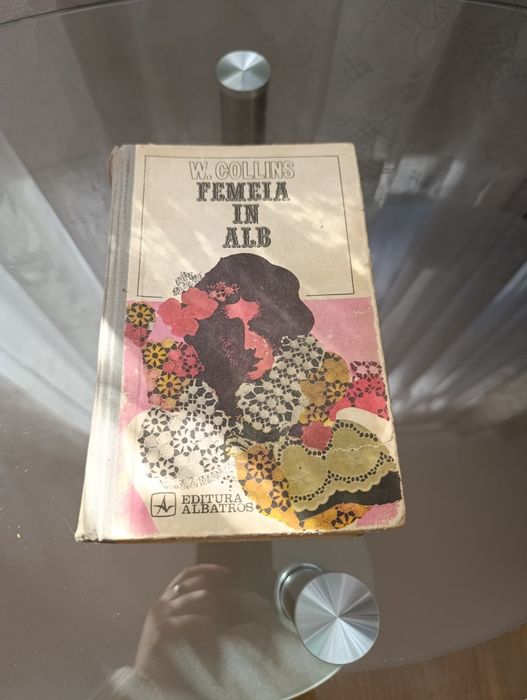 W. COLLINS
FEMEIA
IN
ALB
EDITURA
ALBATROS